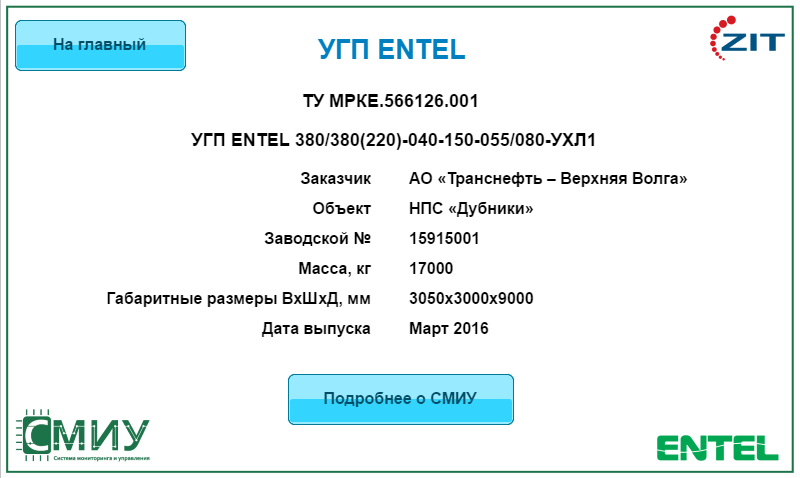 На главный
УГП ENTEL
ZIT
ТУ МРКЕ.566126.001
УГП ENTEL 380/380(220)-040-150-055/080-УХЛ1
Заказчик АО «Транснефть – Верхняя Волга»
Объект НПС «Дубники»
Заводской № 15915001
Масса, кг 17000
Габаритные размеры ВхШхД, мм 3050х3000х9000
Дата выпуска Март 2016
Подробнее о СМИУ
СМИУ
Система мониторинга и управления
ENTEL